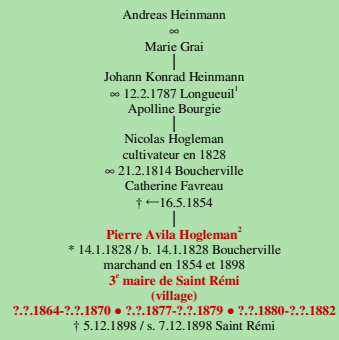 Andreas Heinmann
∞
Marie Grai
Johann Konrad Heinmann
∞ 12.2.1787 Longueuil¹
Apolline Bourgie
Nicolas Hogleman
cultivateur en 1828
∞ 21.2.1814 Boucherville
Catherine Favreau
† ←16.5.1854
Pierre Avila Hogleman²
* 14.1.1828 / b. 14.1.1828 Boucherville
marchand en 1854 et 1898
3e maire de Saint Rémi
(village)
?.?.1864-?.?.1870 ● ?.?.1877-?.?.1879 ● ?.?.1880-?.?.1882
† 5.12.1898 / s. 7.12.1898 Saint Rémi